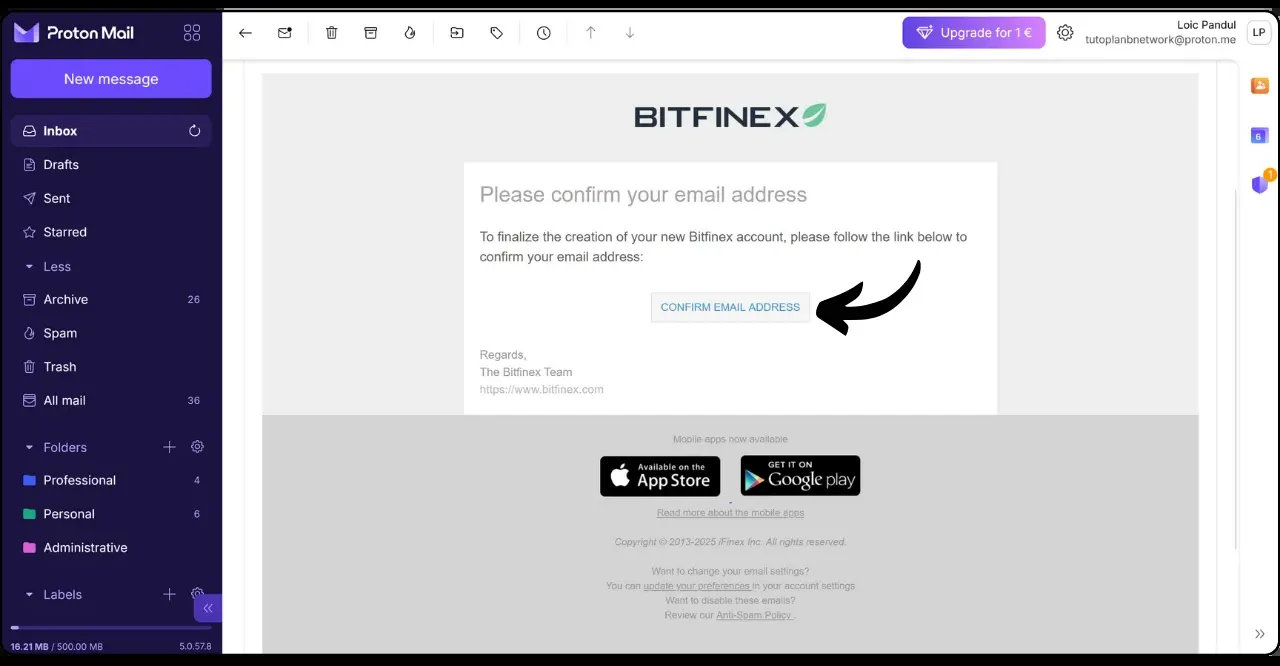 Proton Mail
New message
Inbox
Drafts
Sent
Starred
Less
Archive 26
Spam
Trash
All mail 36
Folders
Professional 4
Personal 6
Administrative
Labels
16.21 MB / 500.00 MB 5.0.57.8
Upgrade for 1 €
Loic Pandul
tutoplanbnetwork@proton.me
LP
BITFINEX
Please confirm your email address
To finalize the creation of your new Bitfinex account, please follow the link below to
confirm your email address:
CONFIRM EMAIL ADDRESS
Regards,
The Bitfinex Team
https://www.bitfinex.com
Mobile apps now available
Available on the
App Store
GET IT ON
Google play
Read more about the mobile apps
Copyright © 2013-2025 iFinex Inc. All rights reserved.
Want to change your email settings?
You can update your preferences in your account settings
Want to disable these emails?
Review our Anti-Spam Policy.
6
1